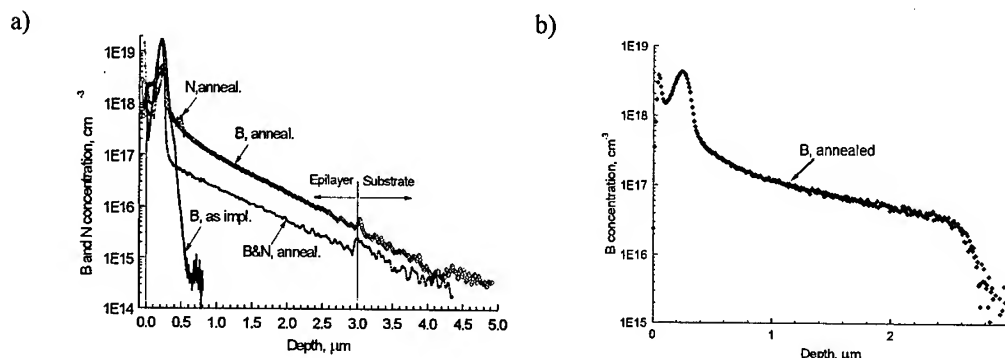 a)
B and N concentration, cm⁻³
1E19
1E18
1E17
1E16
1E15
1E14
N, anneal.
B, anneal.
Epilayer
Substrate
B, as impl.
B&N, anneal.
0.0 0.5 1.0 1.5 2.0 2.5 3.0 3.5 4.0 4.5 5.0
Depth, μm
b)
B concentration, cm⁻³
1E19
1E18
1E17
1E16
1E15
B, annealed
0 1 2
Depth, μm